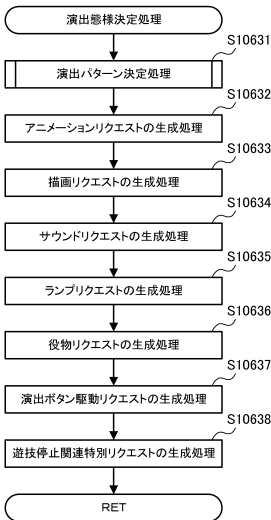 演出態様決定処理
S10631
演出パターン決定処理
S10632
アニメーションリクエストの生成処理
S10633
描画リクエストの生成処理
S10634
サウンドリクエストの生成処理
S10635
ランプリクエストの生成処理
S10636
役物リクエストの生成処理
S10637
演出ボタン駆動リクエストの生成処理
S10638
遊技停止関連特別リクエストの生成処理
RET